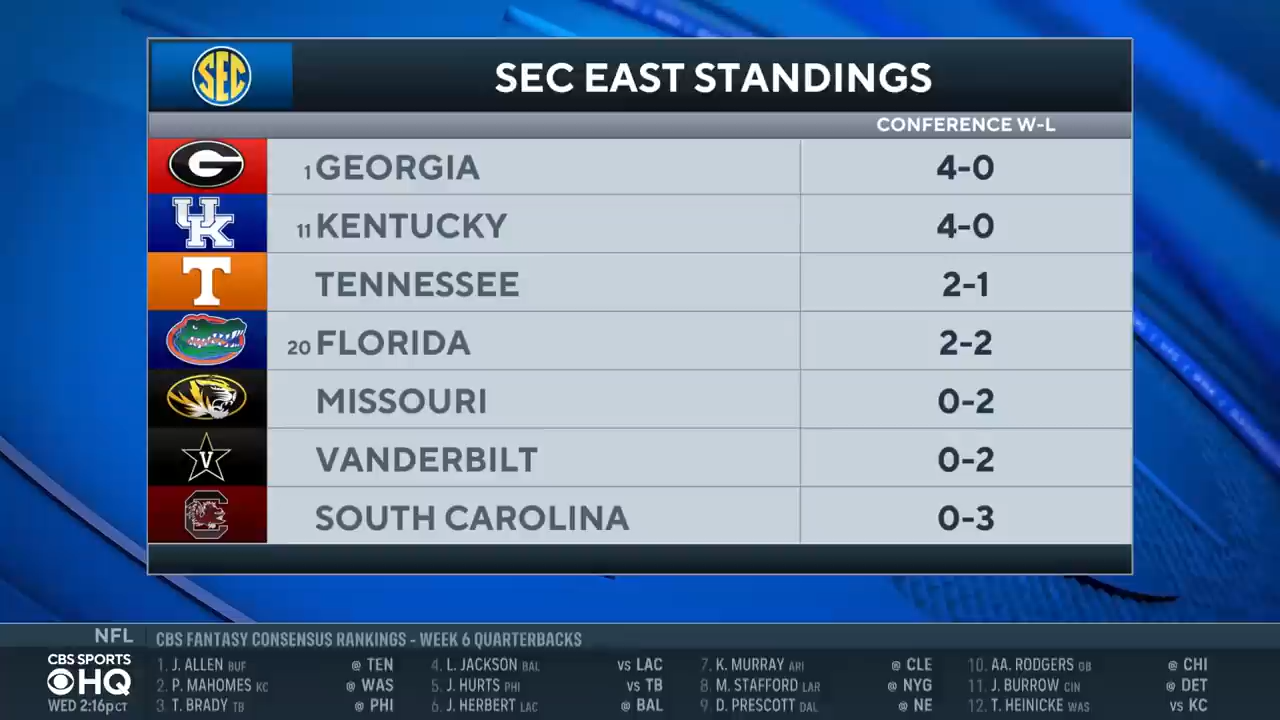 SEC SEC EAST STANDINGS
CONFERENCE W-L
G 1 GEORGIA 4-0
UK 11 KENTUCKY 4-0
T TENNESSEE 2-1
20 FLORIDA 2-2
MISSOURI 0-2
V VANDERBILT 0-2
C SOUTH CAROLINA 0-3
NFL CBS FANTASY CONSENSUS RANKINGS - WEEK 6 QUARTERBACKS
CBS SPORTS
HQ
WED 2:16pCT
1. J. ALLEN BUF @ TEN
2. P. MAHOMES KC @ WAS
3. T. BRADY TB @ PHI
4. L. JACKSON BAL vs LAC
5. J. HURTS PHI vs TB
6. J. HERBERT LAC @ BAL
7. K. MURRAY ARI @ CLE
8. M. STAFFORD LAR @ NYG
9. D. PRESCOTT DAL @ NE
10. AA. RODGERS GB @ CHI
11. J. BURROW CIN @ DET
12. T. HEINICKE WAS vs KC